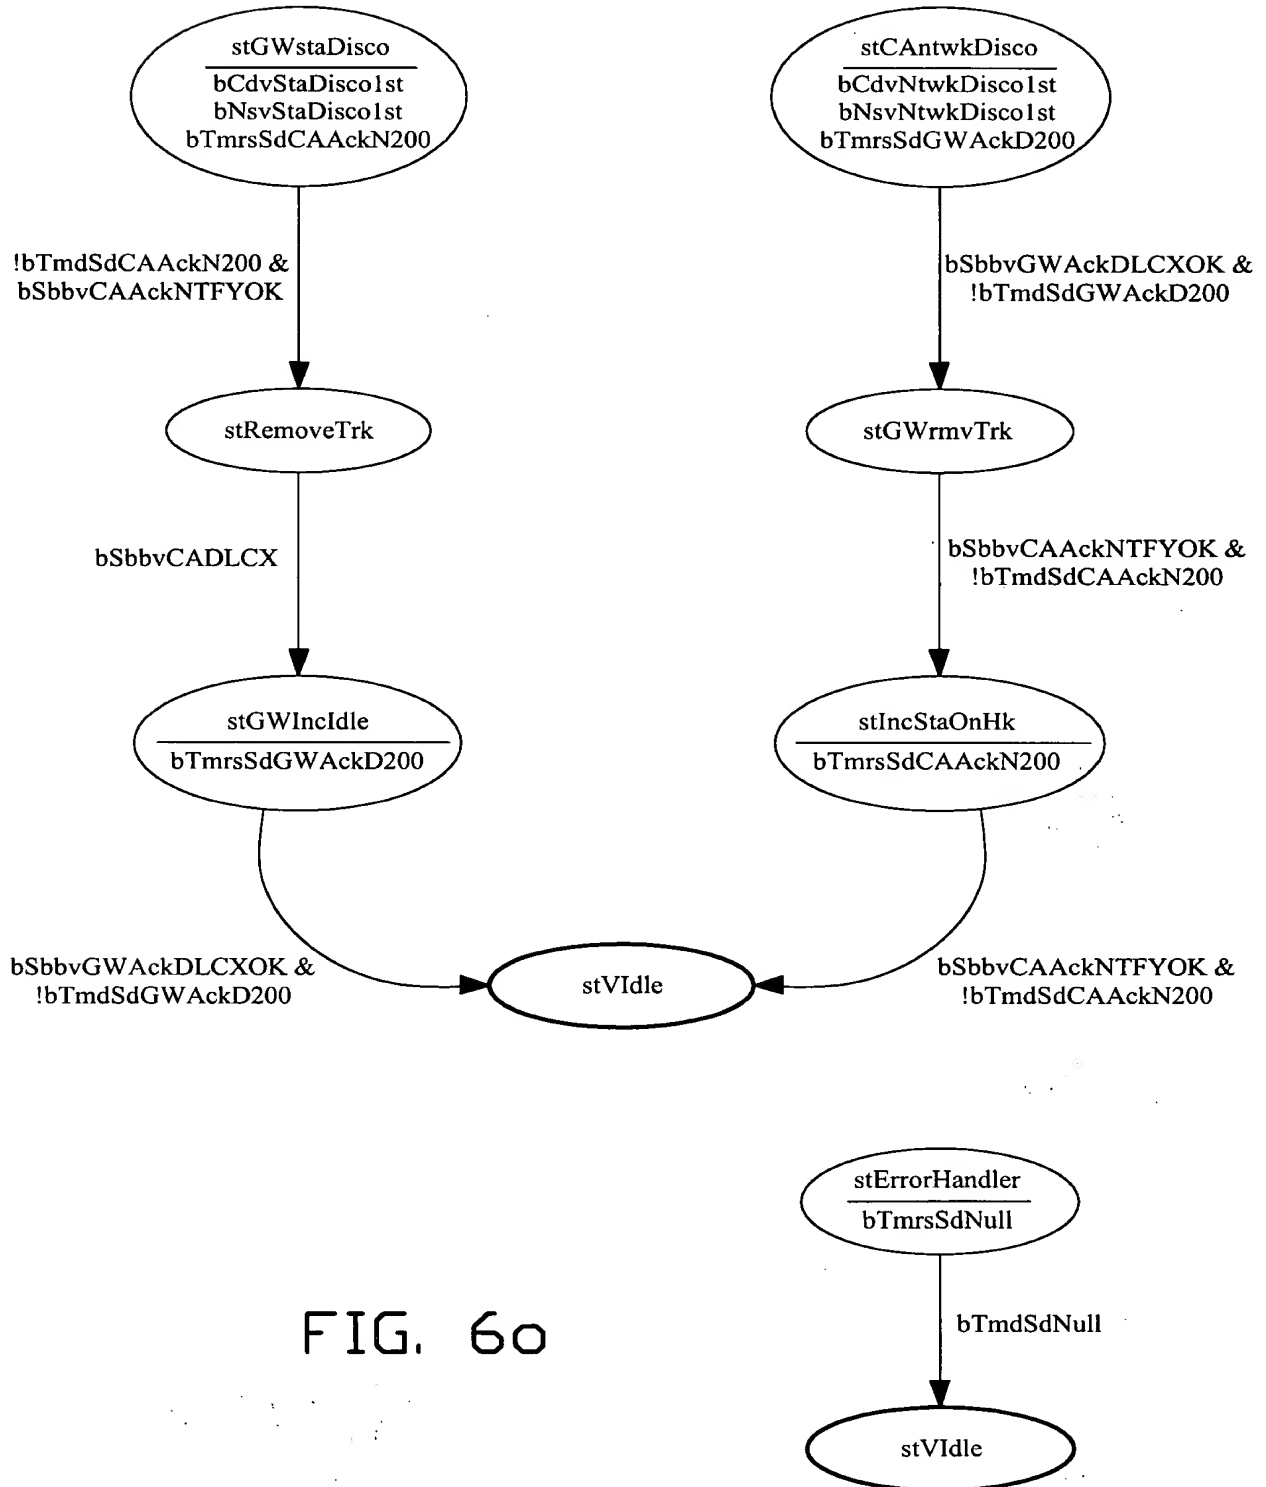 stGWstaDisco
bCdvStaDisco1st
bNsvStaDisco1st
bTmrsSdCAAckN200
stCAntwkDisco
bCdvNtwkDisco1st
bNsvNtwkDisco1st
bTmrsSdGWAckD200
!bTmdSdCAAckN200 &
bSbbvCAAckNTFYOK
bSbbvGWAckDLCXOK &
!bTmdSdGWAckD200
stRemoveTrk
stGWrmvTrk
bSbbvCADLCX
bSbbvCAAckNTFYOK &
!bTmdSdCAAckN200
stGWIncIdle
bTmrsSdGWAckD200
stIncStaOnHk
bTmrsSdCAAckN200
bSbbvGWAckDLCXOK &
!bTmdSdGWAckD200
stVIdle
bSbbvCAAckNTFYOK &
!bTmdSdCAAckN200
stErrorHandler
bTmrsSdNull
bTmdSdNull
FIG. 6o
stVIdle